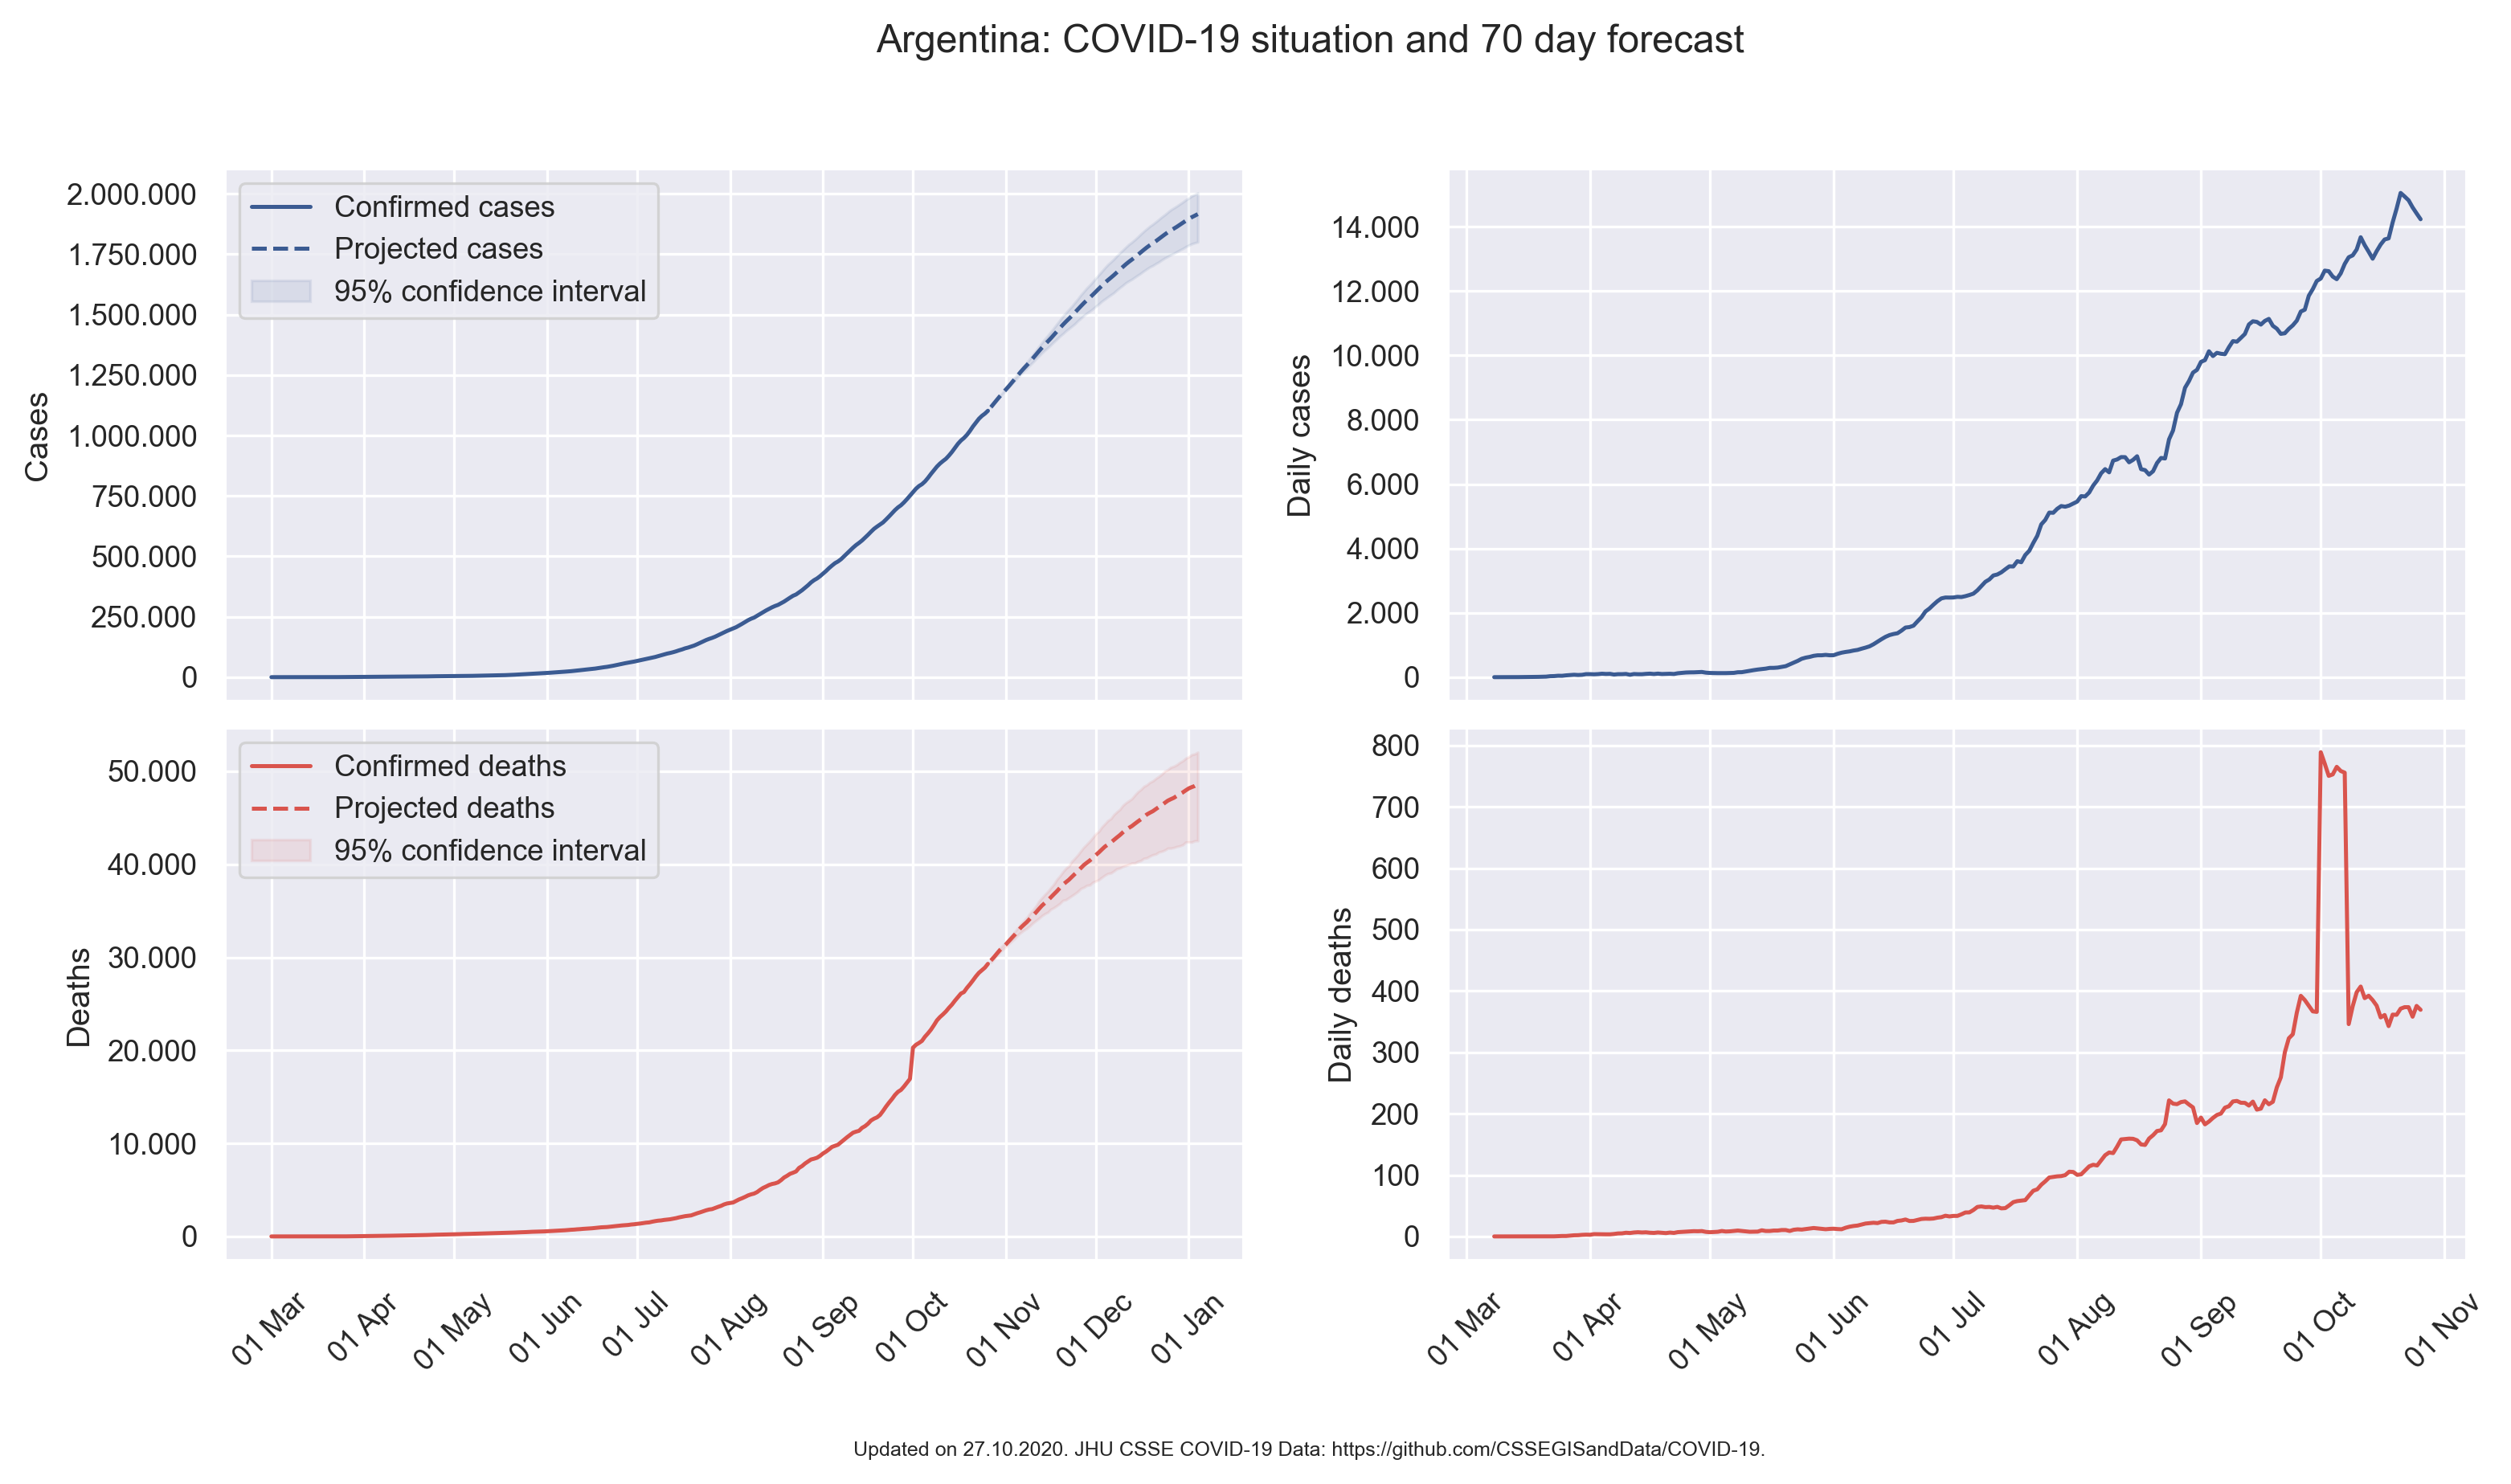 Argentina: COVID-19 situation and 70 day forecast
Cases
2.000.000
1.750.000
1.500.000
1.250.000
1.000.000
750.000
500.000
250.000
0
Confirmed cases
Projected cases
95% confidence interval
Daily cases
14.000
12.000
10.000
8.000
6.000
4.000
2.000
0
Deaths
50.000
40.000
30.000
20.000
10.000
0
Confirmed deaths
Projected deaths
95% confidence interval
01 Mar
01 Apr
01 May
01 Jun
01 Jul
01 Aug
01 Sep
01 Oct
01 Nov
01 Dec
01 Jan
Daily deaths
800
700
600
500
400
300
200
100
0
01 Mar
01 Apr
01 May
01 Jun
01 Jul
01 Aug
01 Sep
01 Oct
01 Nov
Updated on 27.10.2020. JHU CSSE COVID-19 Data: https://github.com/CSSEGISandData/COVID-19.